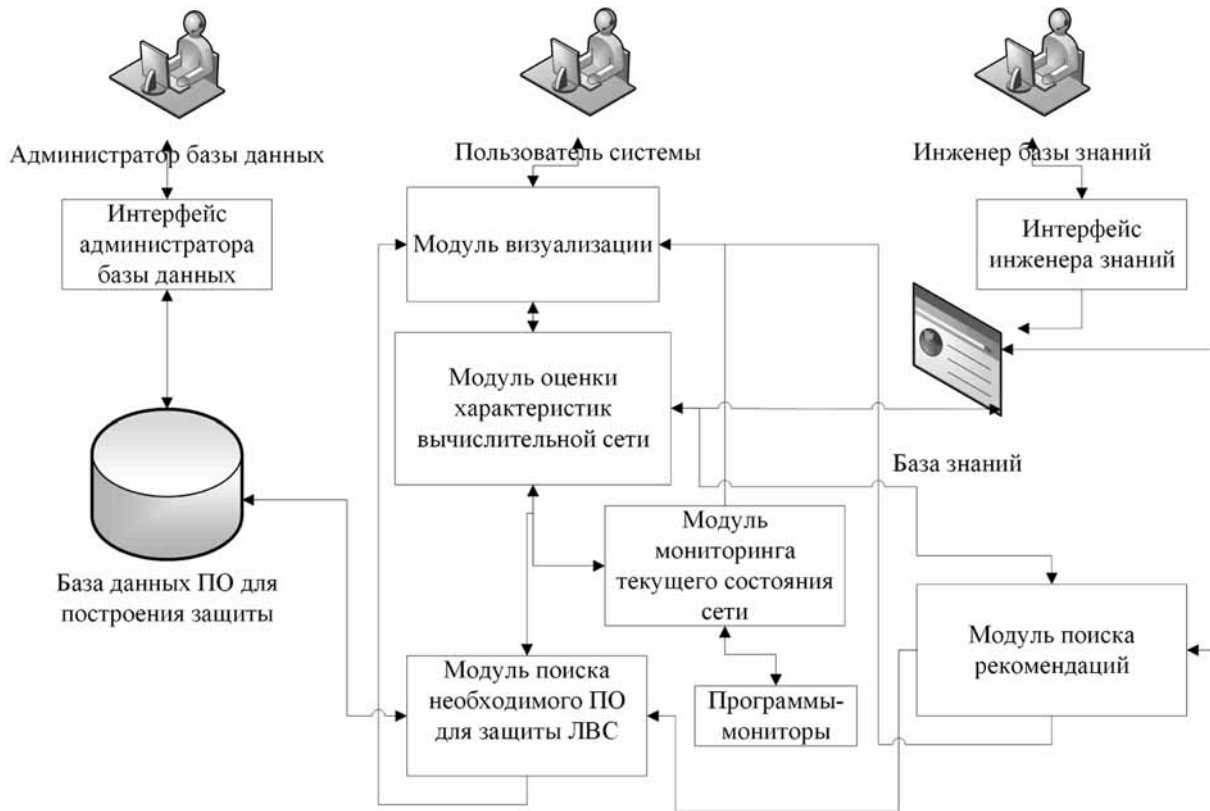 Администратор базы данных
Пользователь системы
Инженер базы знаний
Интерфейс
администратора
базы данных
Модуль визуализации
Интерфейс
инженера знаний
Модуль оценки
характеристик
вычислительной сети
База знаний
База данных ПО для
построения защиты
Модуль
мониторинга
текущего состояния
сети
Модуль поиска
рекомендаций
Модуль поиска
необходимого ПО
для защиты ЛВС
Программы-
мониторы